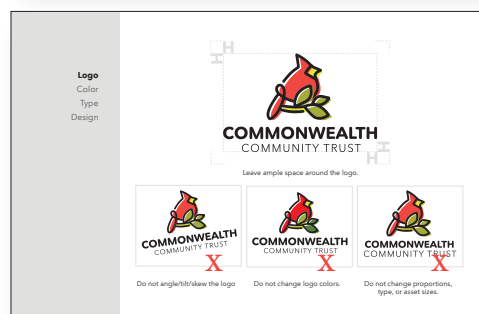 Logo
Color
Type
Design
H
H
COMMONWEALTH
COMMUNITY TRUST
H
H
Leave ample space around the logo.
COMMONWEALTH
COMMUNITY TRUST
X
Do not angle/tilt/skew the logo
COMMONWEALTH
COMMUNITY TRUST
X
Do not change logo colors.
COMMONWEALTH
COMMUNITY TRUST
X
Do not change proportions,
type, or asset sizes.